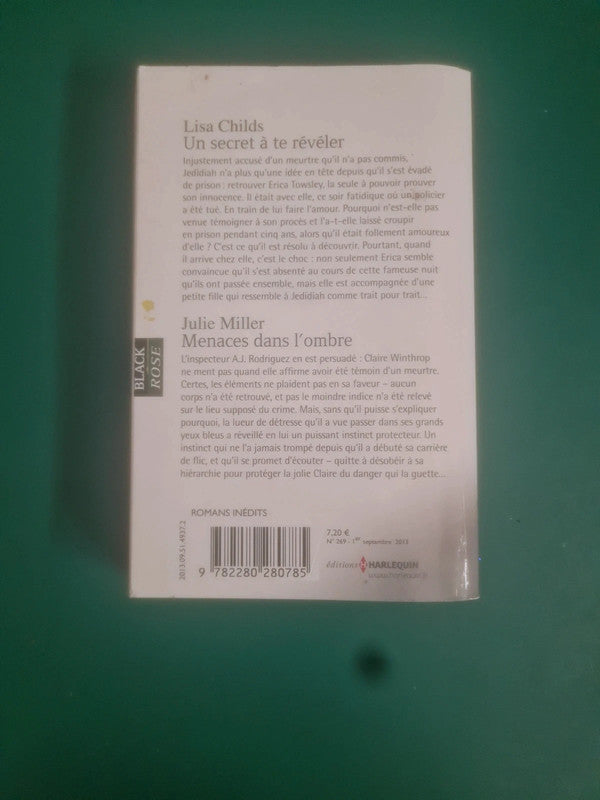 Lisa Childs
Un secret à te révéler
Injustement accusé d'un meurtre qu'il n'a pas commis,
Jedidiah n'a plus qu'une idée en tête depuis qu'il s'est évadé
de prison : retrouver Erica Towsley, la seule à pouvoir prouver
son innocence. Il était avec elle, ce soir fatidique où un policier
a été tué. En train de lui faire l'amour. Pourquoi n'est-elle pas
venue témoigner à son procès et l'a-t-elle laissé croupir
en prison pendant cinq ans, alors qu'il était follement amoureux
d'elle ? C'est ce qu'il est résolu à découvrir. Pourtant, quand
il arrive chez elle, c'est le choc : non seulement Erica semble
convaincue qu'il s'est absenté au cours de cette fameuse nuit
qu'ils ont passée ensemble, mais elle est accompagnée d'une
petite fille qui ressemble à Jedidiah comme trait pour trait...
Julie Miller
Menaces dans l'ombre
L'inspecteur A.J. Rodriguez en est persuadé : Claire Winthrop
ne ment pas quand elle affirme avoir été témoin d'un meurtre.
Certes, les éléments ne plaident pas en sa faveur – aucun
corps n'a été retrouvé, et pas le moindre indice n'a été relevé
sur le lieu supposé du crime. Mais, sans qu'il puisse s'expliquer
pourquoi, la lueur de détresse qu'il a vue passer dans ses grands
yeux bleus a réveillé en lui un puissant instinct protecteur. Un
instinct qui ne l'a jamais trompé depuis qu'il a débuté sa carrière
de flic, et qu'il se promet d'écouter – quitte à désobéir à sa
hiérarchie pour protéger la jolie Claire du danger qui la guette...
BLACK
ROSE
ROMANS INÉDITS
2013.09.51.4937.2
9 782280 280785
7,20 €
N° 269 - 1er septembre 2013
éditions HARLEQUIN
www.harlequin.fr